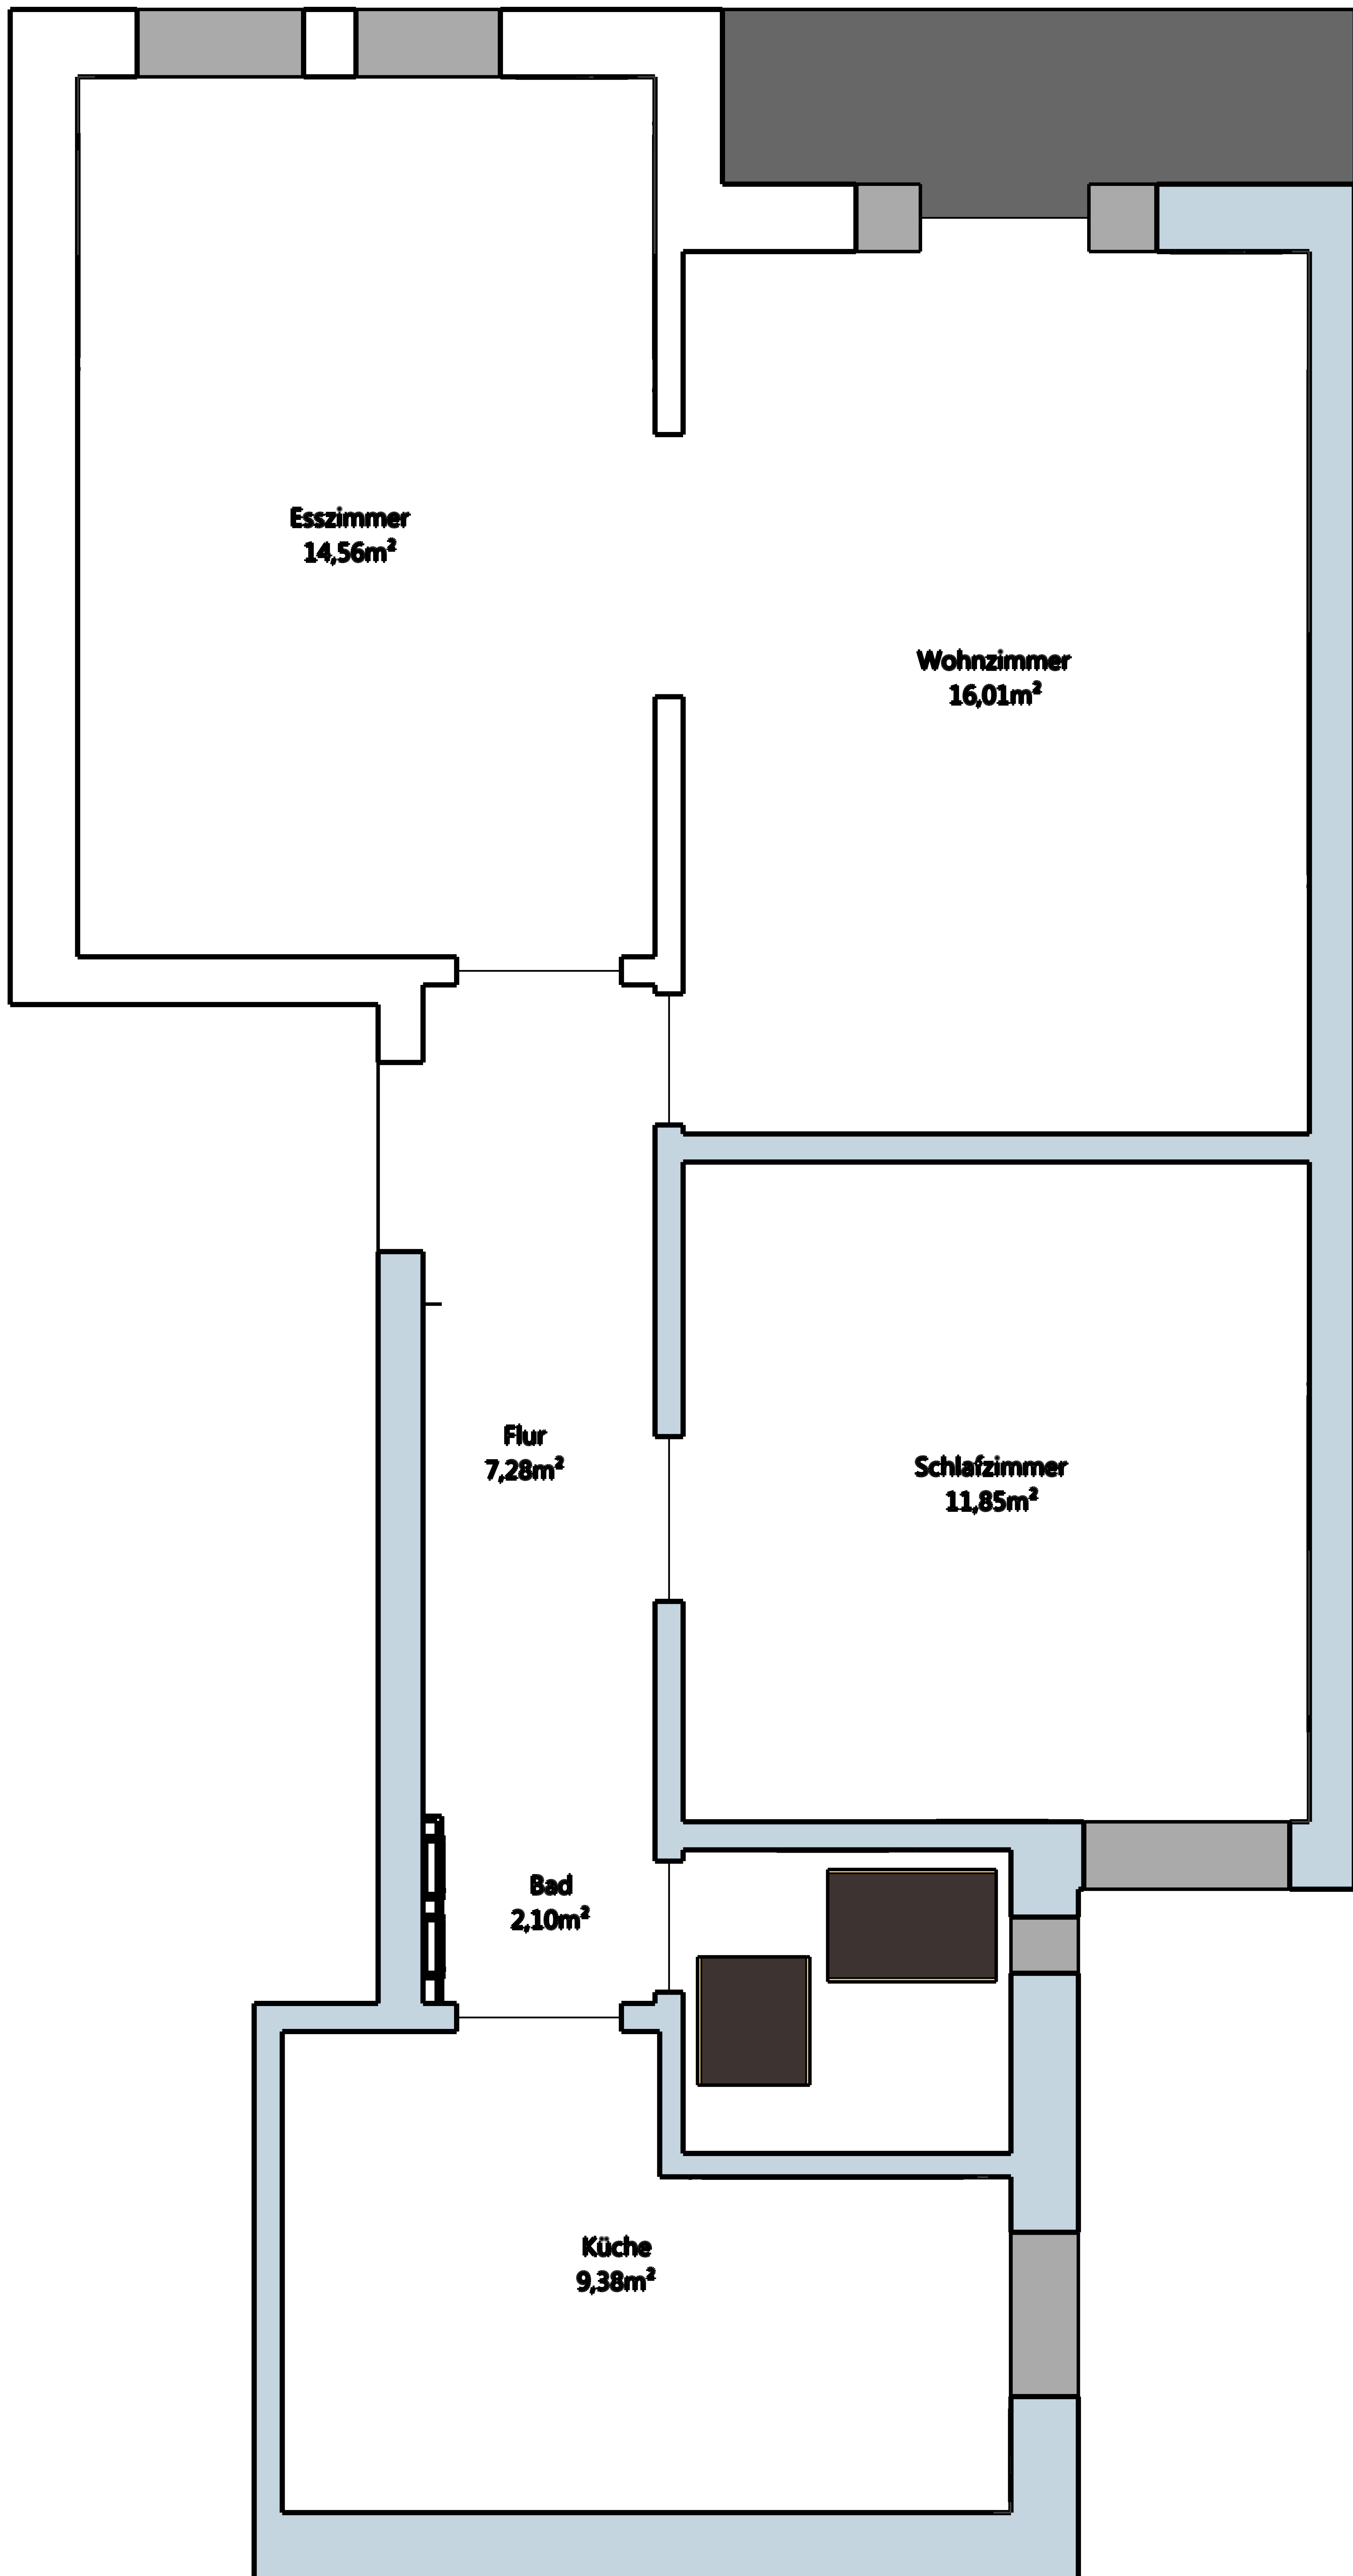 Esszimmer
14,56m²
Wohnzimmer
16,01m²
Flur
7,28m²
Schlafzimmer
11,85m²
Bad
2,10m²
Küche
9,38m²